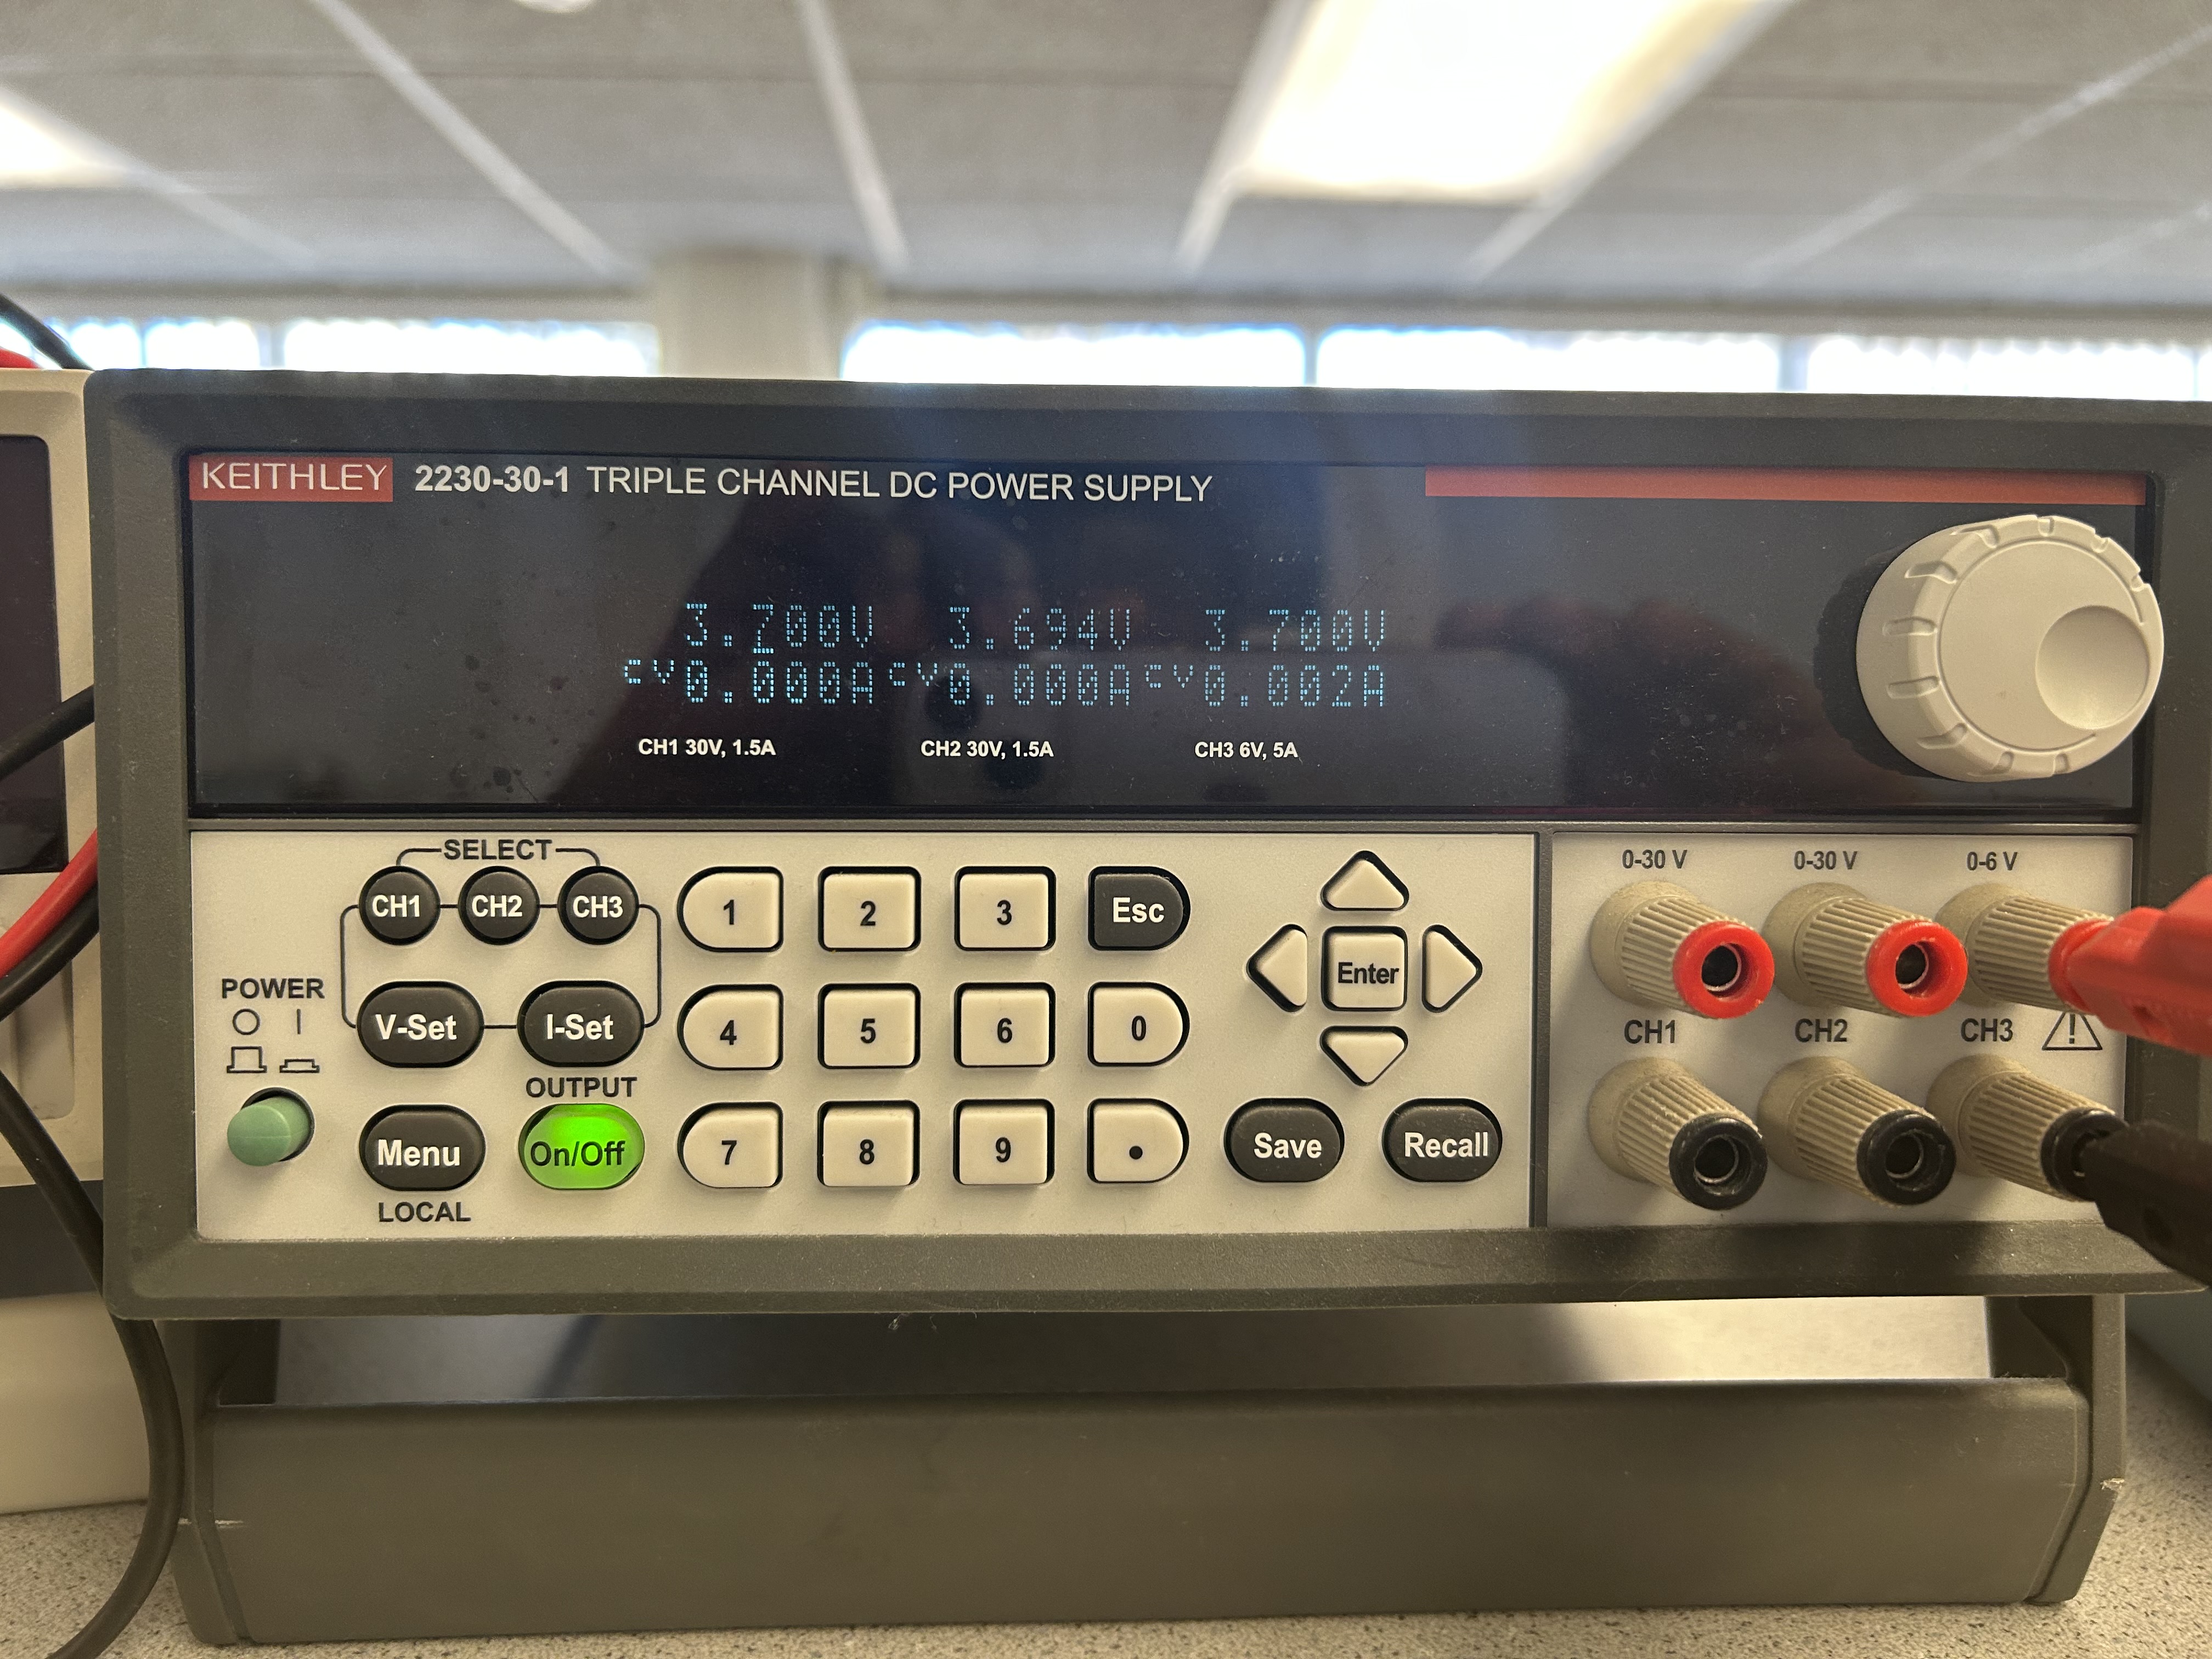 KEITHLEY 2230-30-1 TRIPLE CHANNEL DC POWER SUPPLY
3.700V 3.694V 3.700V
CV0.000A CV0.000A CV0.002A
CH1 30V, 1.5A CH2 30V, 1.5A CH3 6V, 5A
SELECT
CH1 CH2 CH3
V-Set I-Set
POWER
OUTPUT
Menu On/Off
LOCAL
1 2 3 Esc
4 5 6 0
7 8 9 .
Enter
Save Recall
0-30 V 0-30 V 0-6 V
CH1 CH2 CH3